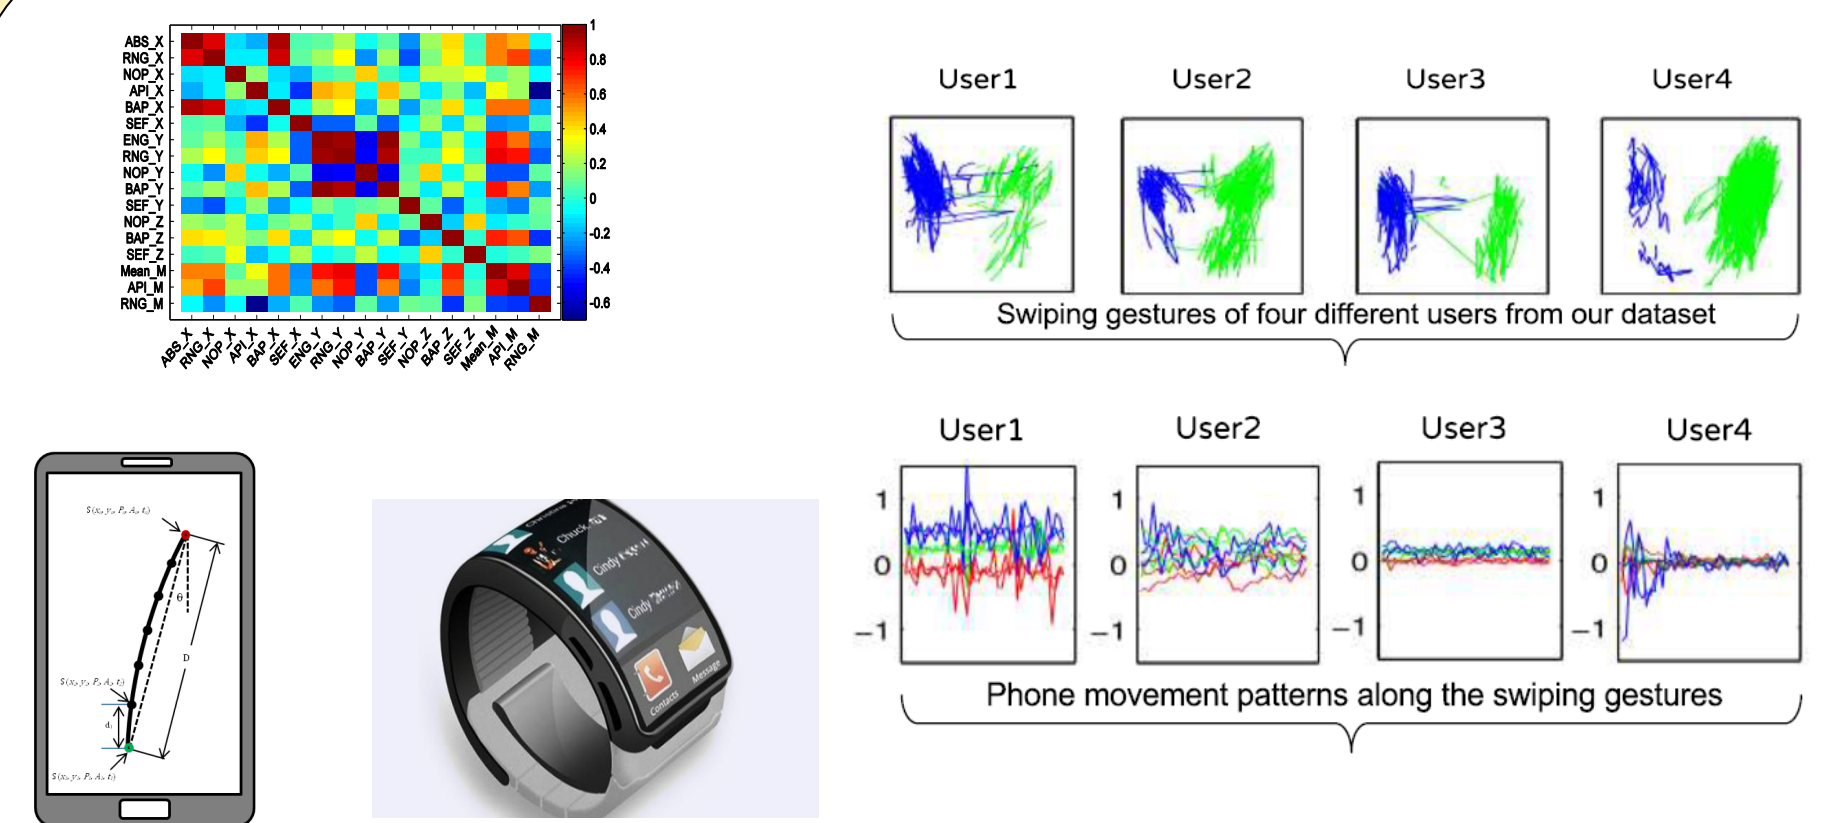 1
0.8
0.6
0.4
0.2
0
-0.2
-0.4
-0.6
ABS_X
RNG_X
NOP_X
API_X
BAP_X
SEF_X
ENG_Y
RNG_Y
NOP_Y
BAP_Y
SEF_Y
NOP_Z
BAP_Z
SEF_Z
Mean_M
API_M
RNG_M
ABS_X RNG_X NOP_X API_X BAP_X SEF_X ENG_Y RNG_Y NOP_Y BAP_Y SEF_Y NOP_Z BAP_Z SEF_Z Mean_M API_M RNG_M
User1 User2 User3 User4
Swiping gestures of four different users from our dataset
θ
D
d
Chuck
Cindy
Cindy
Contacts Message
User1 User2 User3 User4
1 1 1 1
0 0 0 0
−1 −1 −1 −1
Phone movement patterns along the swiping gestures